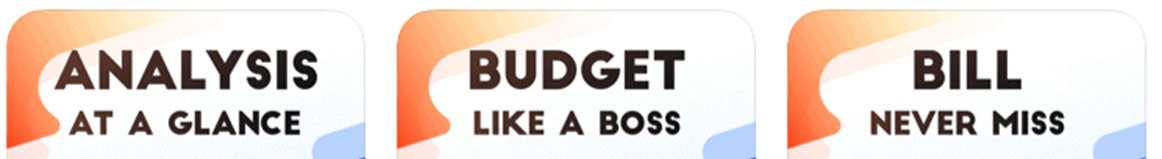 ANALYSIS
AT A GLANCE
BUDGET
LIKE A BOSS
BILL
NEVER MISS